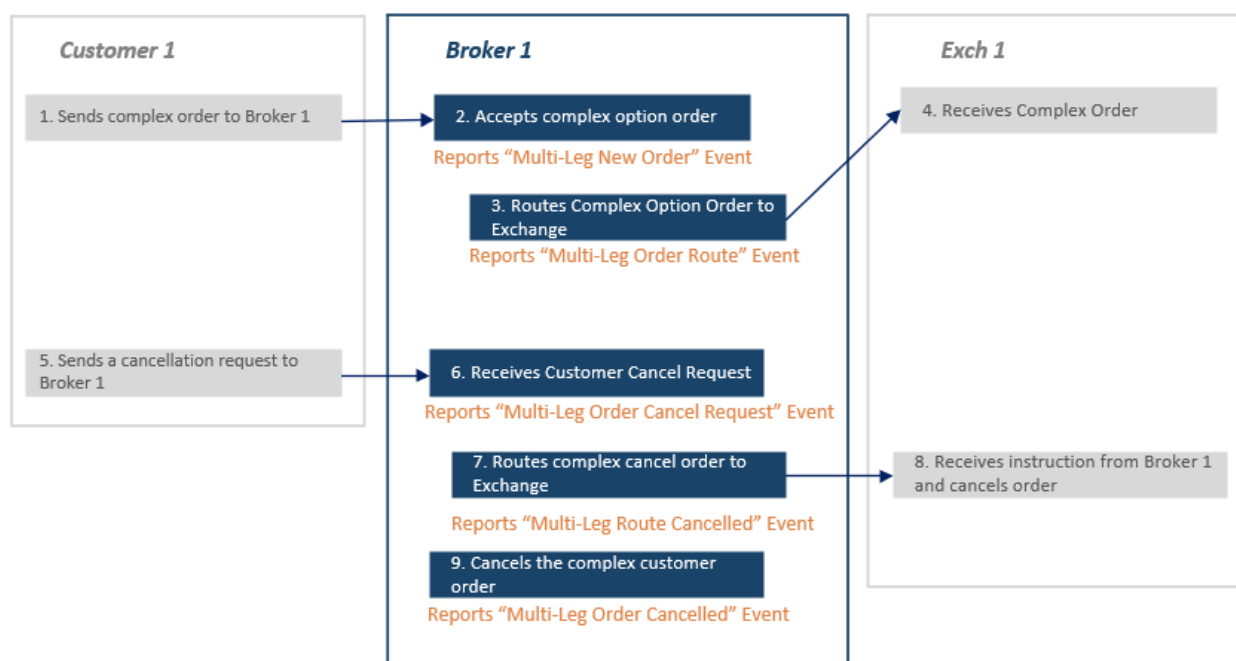 Customer 1
Broker 1
Exch 1
1. Sends complex order to Broker 1
2. Accepts complex option order
4. Receives Complex Order
Reports “Multi-Leg New Order” Event
3. Routes Complex Option Order to
Exchange
Reports “Multi-Leg Order Route” Event
5. Sends a cancellation request to
Broker 1
6. Receives Customer Cancel Request
Reports “Multi-Leg Order Cancel Request” Event
7. Routes complex cancel order to
Exchange
8. Receives instruction from Broker 1
and cancels order
Reports “Multi-Leg Route Cancelled” Event
9. Cancels the complex customer
order
Reports “Multi-Leg Order Cancelled” Event